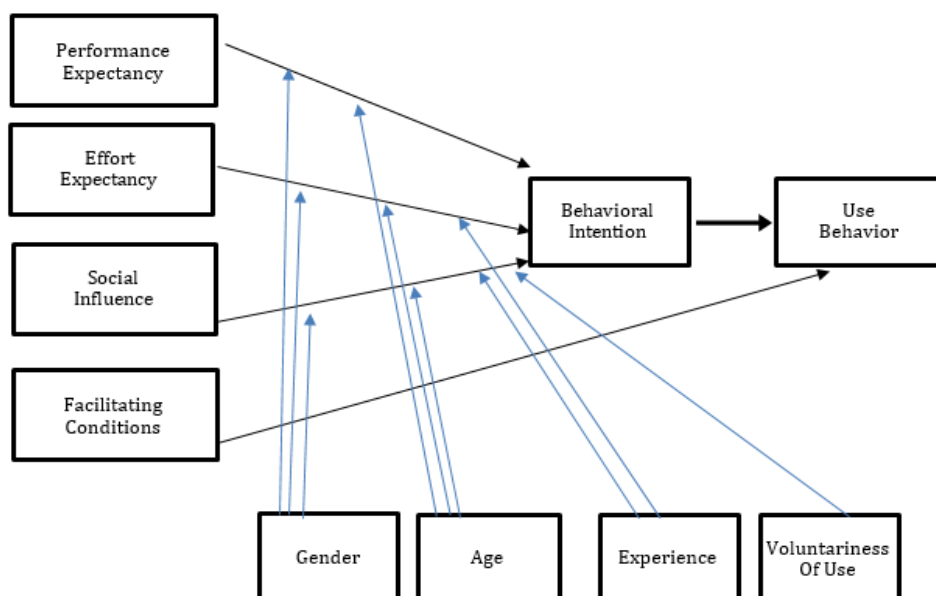 Performance
Expectancy
Effort
Expectancy
Social
Influence
Facilitating
Conditions
Behavioral
Intention
Use
Behavior
Gender
Age
Experience
Voluntariness
Of Use